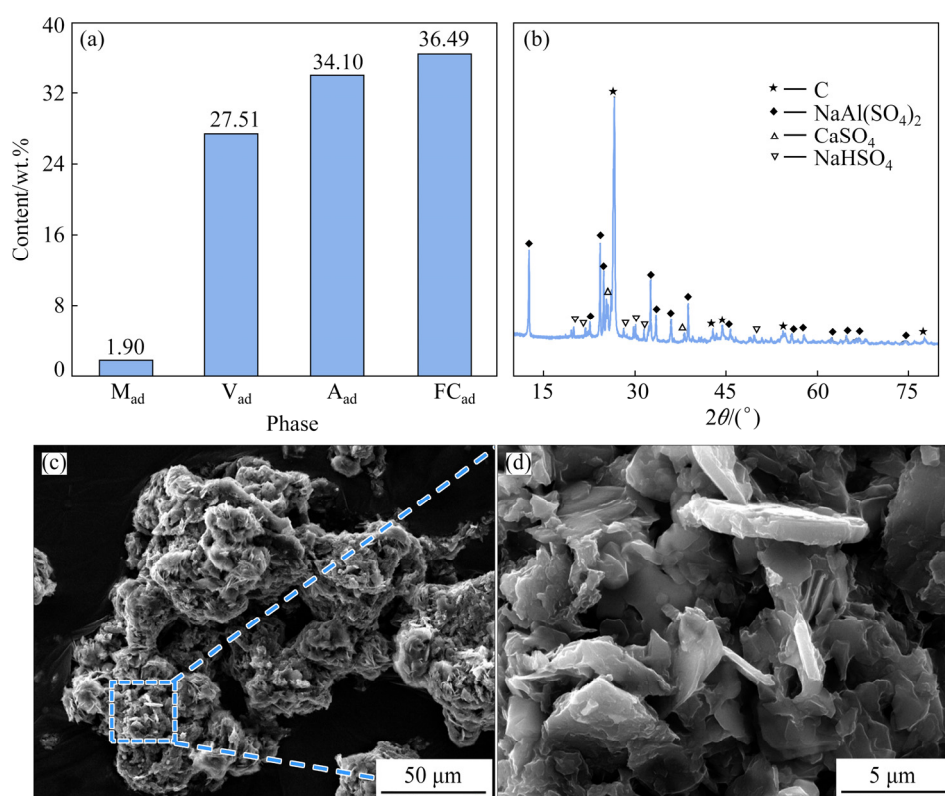 (a)
Content/wt.%
40
32
24
16
8
0
1.90
27.51
34.10
36.49
M_ad
V_ad
A_ad
FC_ad
Phase
(b)
★ — C
◆ — NaAl(SO₄)₂
△ — CaSO₄
▽ — NaHSO₄
15
30
45
60
75
2θ/(°)
(c)
50 μm
(d)
5 μm